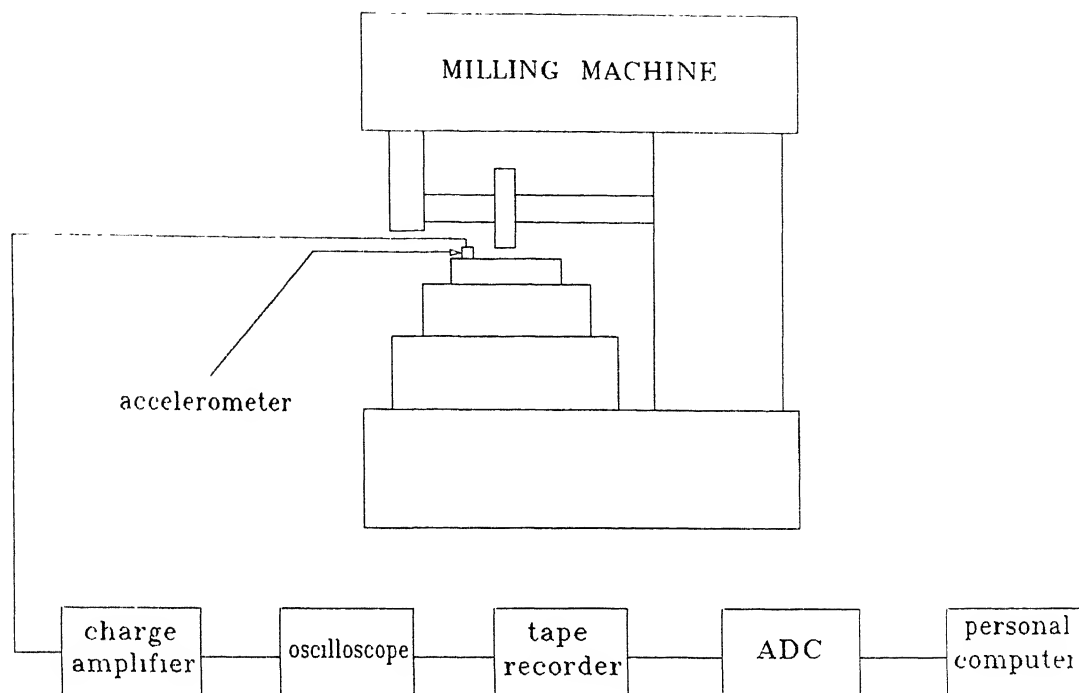 MILLING MACHINE
accelerometer
charge
amplifier
oscilloscope
tape
recorder
ADC
personal
computer